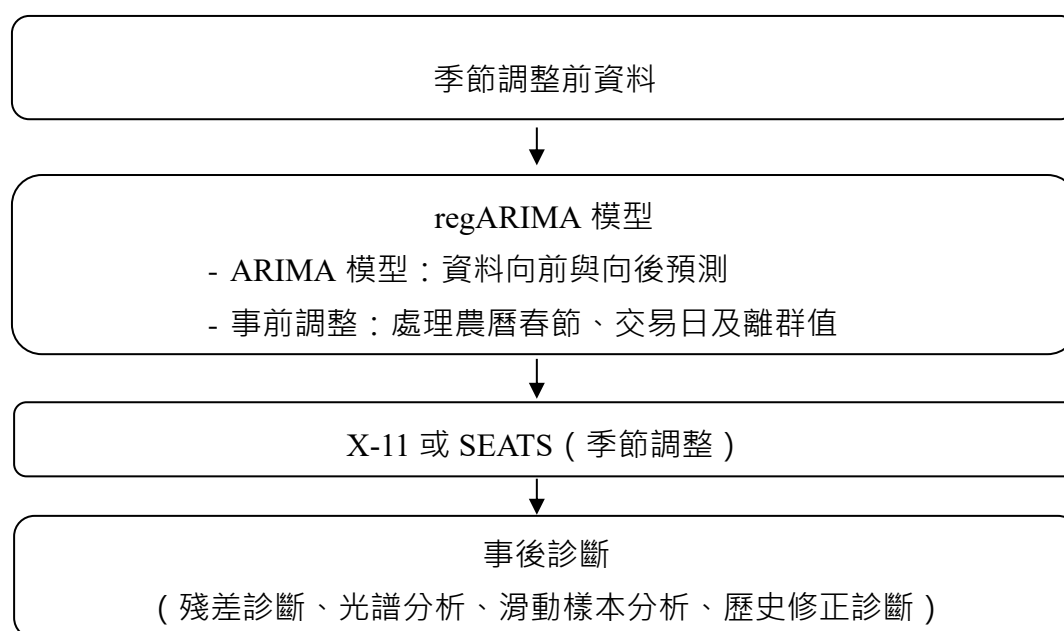 季節調整前資料
regARIMA 模型
- ARIMA 模型：資料向前與向後預測
- 事前調整：處理農曆春節、交易日及離群值
X-11 或 SEATS（季節調整）
事後診斷
（殘差診斷、光譜分析、滑動樣本分析、歷史修正診斷）